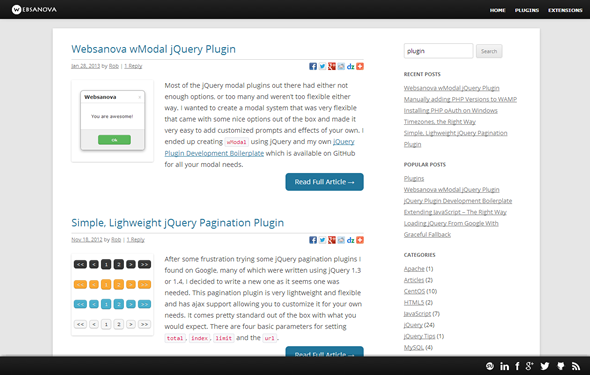 WEBSANOVA
HOME PLUGINS EXTENSIONS
Websanova wModal jQuery Plugin
Jan 28, 2013 by Rob | 1 Reply
Websanova
You are awesome!
Ok
Most of the jQuery modal plugins out there had either not
enough options, or too many and weren't too flexible either
way. I wanted to create a modal system that was very flexible
that came with some nice options out of the box and made it
very easy to add customized prompts and effects of your own. I
ended up creating wModal using jQuery and my own jQuery
Plugin Development Boilerplate which is available on GitHub
for all your modal needs.
Read Full Article →
Simple, Lighweight jQuery Pagination Plugin
Nov 18, 2012 by Rob | 1 Reply
<< < 1 2 > >>
<< < 1 2 > >>
<< < 1 2 > >>
<< < 1 2 > >>
After some frustration trying some jQuery pagination plugins I
found on Google, many of which were written using jQuery 1.3
or 1.4, I decided to write a new one as it seems one was
needed. This pagination plugin is very lightweight and flexible
and has ajax support allowing you to customize it for your own
needs. It comes pretty standard out of the box with what you
would expect. There are four basic parameters for setting
total, index, limit and the url.
Read Full Article →
plugin Search
RECENT POSTS
Websanova wModal jQuery Plugin
Manually adding PHP Versions to WAMP
Installing PHP oAuth on Windows
Timezones, the Right Way
Simple, Lighweight jQuery Pagination
Plugin
POPULAR POSTS
Plugins
Websanova wModal jQuery Plugin
jQuery Plugin Development Boilerplate
Extending JavaScript – The Right Way
Loading jQuery From Google With
Graceful Fallback
CATEGORIES
Apache (1)
Articles (2)
CentOS (10)
HTML5 (2)
JavaScript (7)
jQuery (24)
jQuery Tips (1)
MySQL (4)